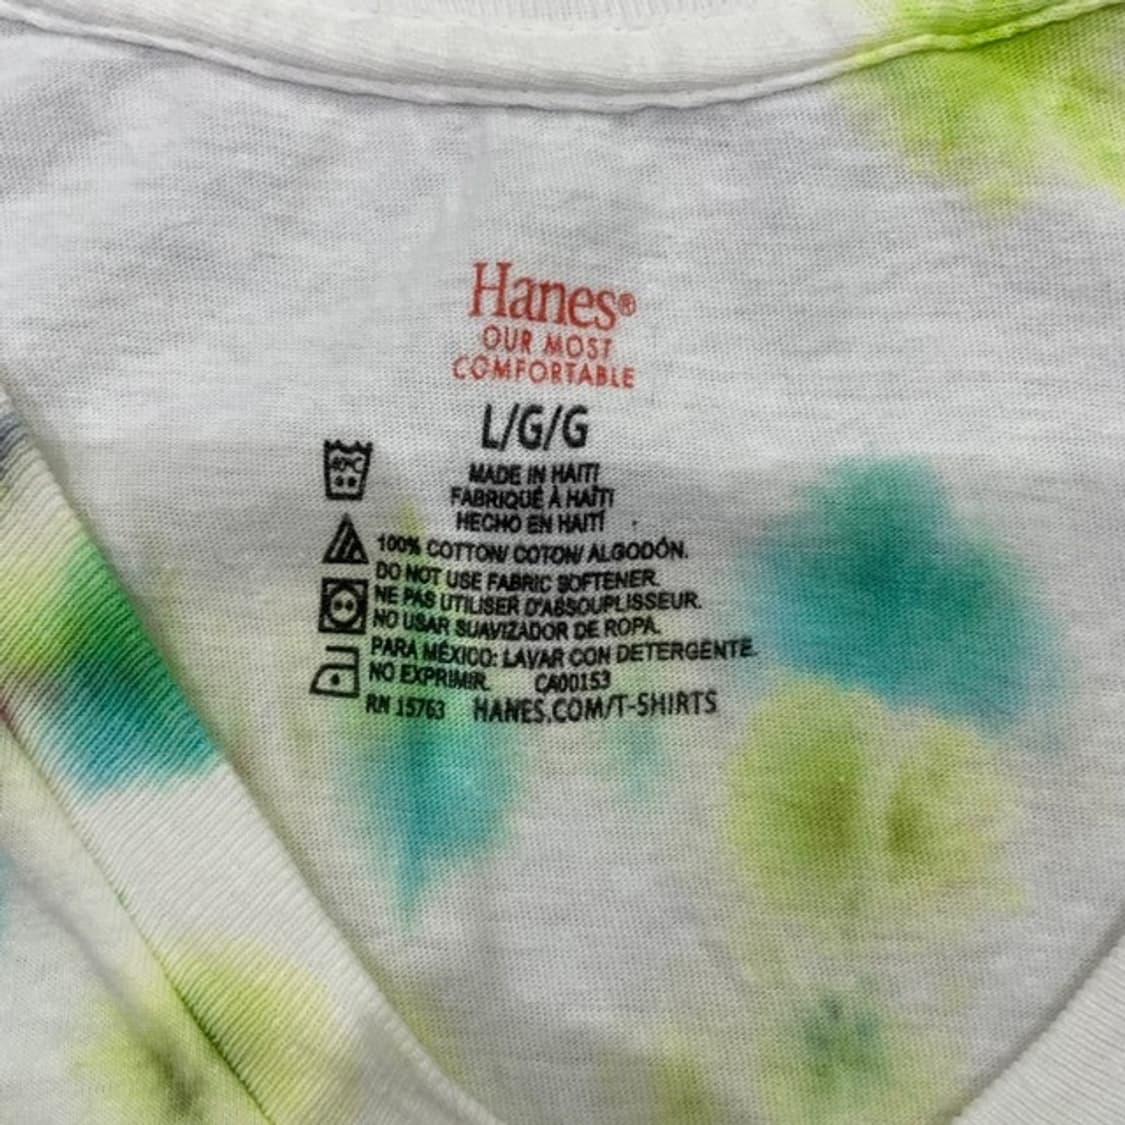 Hanes®
OUR MOST
COMFORTABLE
L/G/G
40°C
MADE IN HAITI
FABRIQUÉ À HAÏTI
HECHO EN HAITÍ
100% COTTON/ COTON/ ALGODÓN.
DO NOT USE FABRIC SOFTENER.
NE PAS UTILISER D'ASSOUPLISSEUR.
NO USAR SUAVIZADOR DE ROPA.
PARA MÉXICO: LAVAR CON DETERGENTE.
NO EXPRIMIR. CA00153
RN 15763 HANES.COM/T-SHIRTS